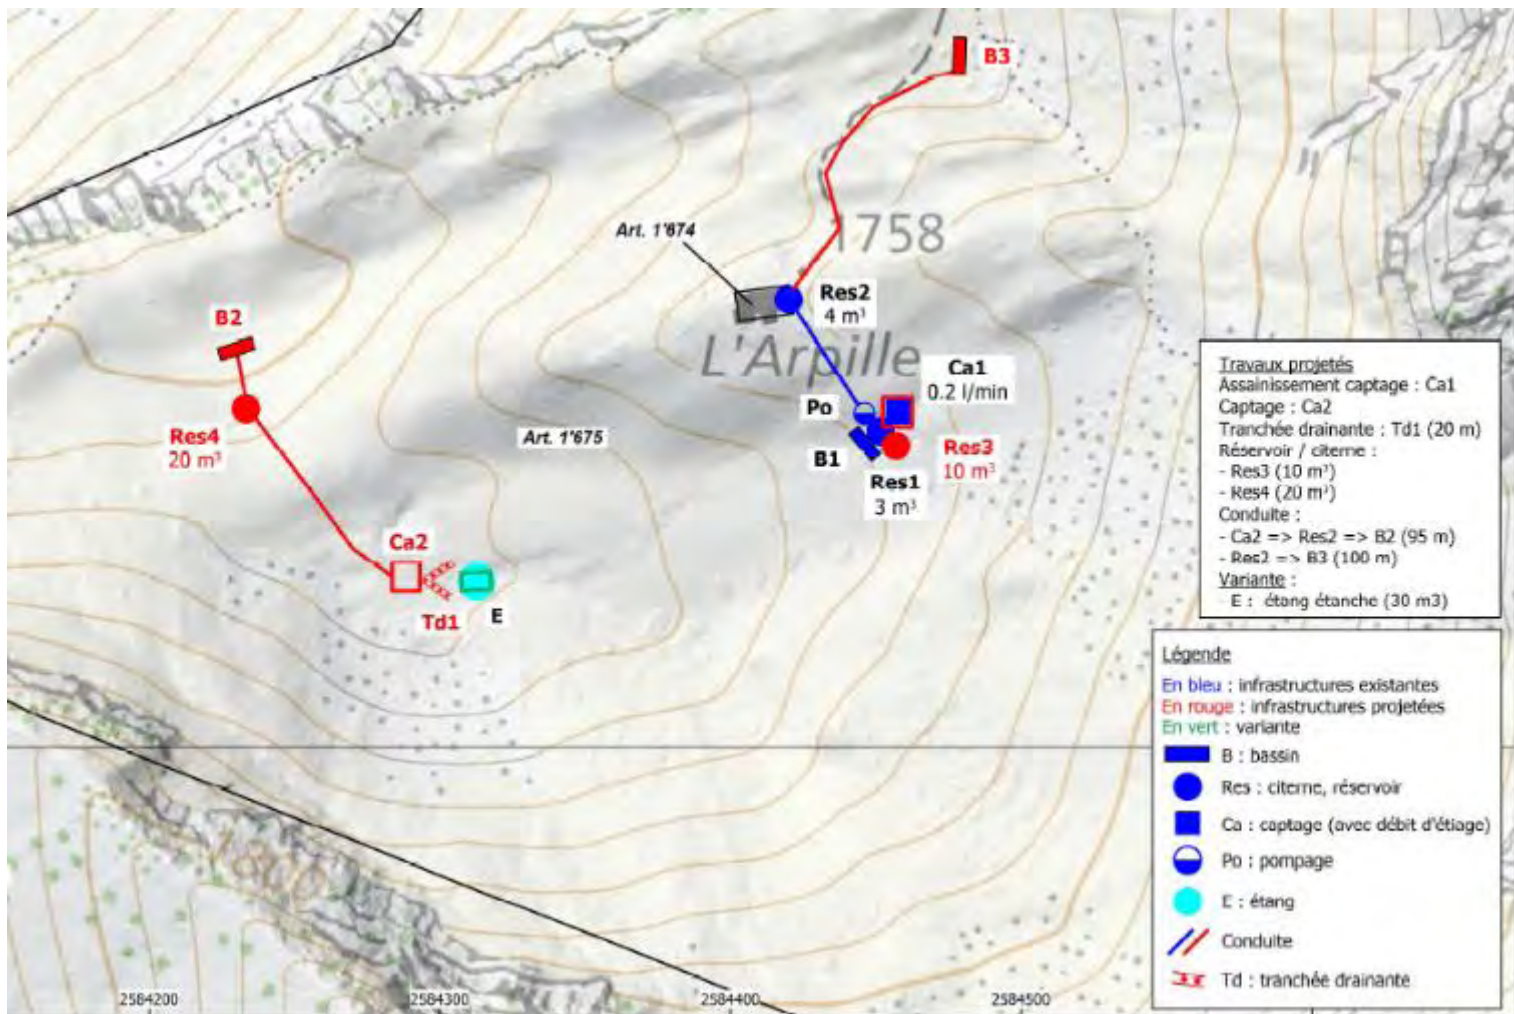 B3
Art. 1'674
1758
Res2
4 m³
B2
L'Arpille
Ca1
0.2 l/min
Po
Res4
20 m³
Art. 1'675
B1
Res3
10 m³
Res1
3 m³
Ca2
Td1
E
Travaux projetés
Assainissement captage : Ca1
Captage : Ca2
Tranchée drainante : Td1 (20 m)
Réservoir / citerne :
- Res3 (10 m³)
- Res4 (20 m³)
Conduite :
- Ca2 => Res2 => B2 (95 m)
- Res2 => B3 (100 m)
Variante :
- E : étang étanche (30 m3)
Légende
En bleu : infrastructures existantes
En rouge : infrastructures projetées
En vert : variante
B : bassin
Res : citerne, réservoir
Ca : captage (avec débit d'étiage)
Po : pompage
E : étang
Conduite
Td : tranchée drainante
2584200
2584300
2584400
2584500